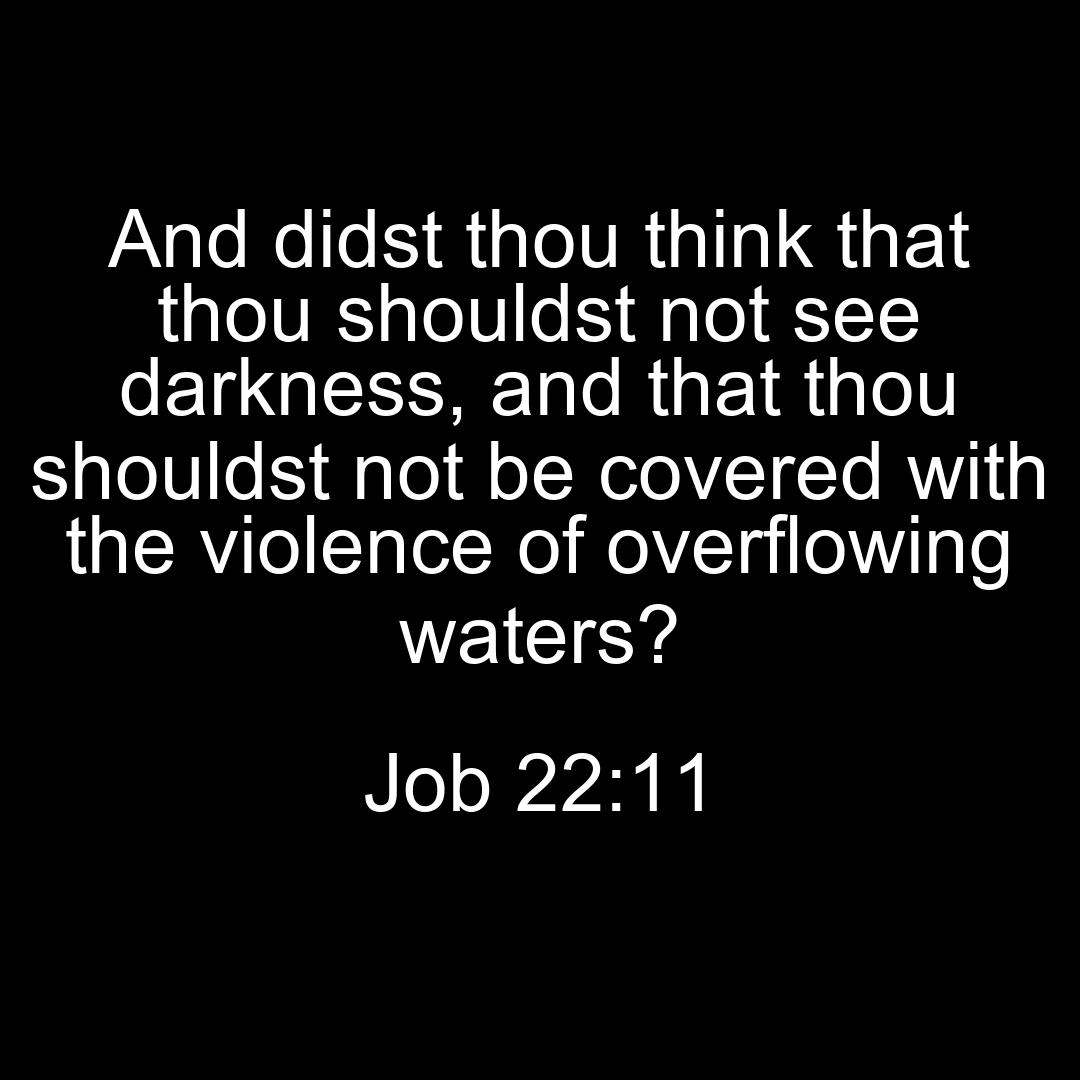 And didst thou think that
thou shouldst not see
darkness, and that thou
shouldst not be covered with
the violence of overflowing
waters?
Job 22:11